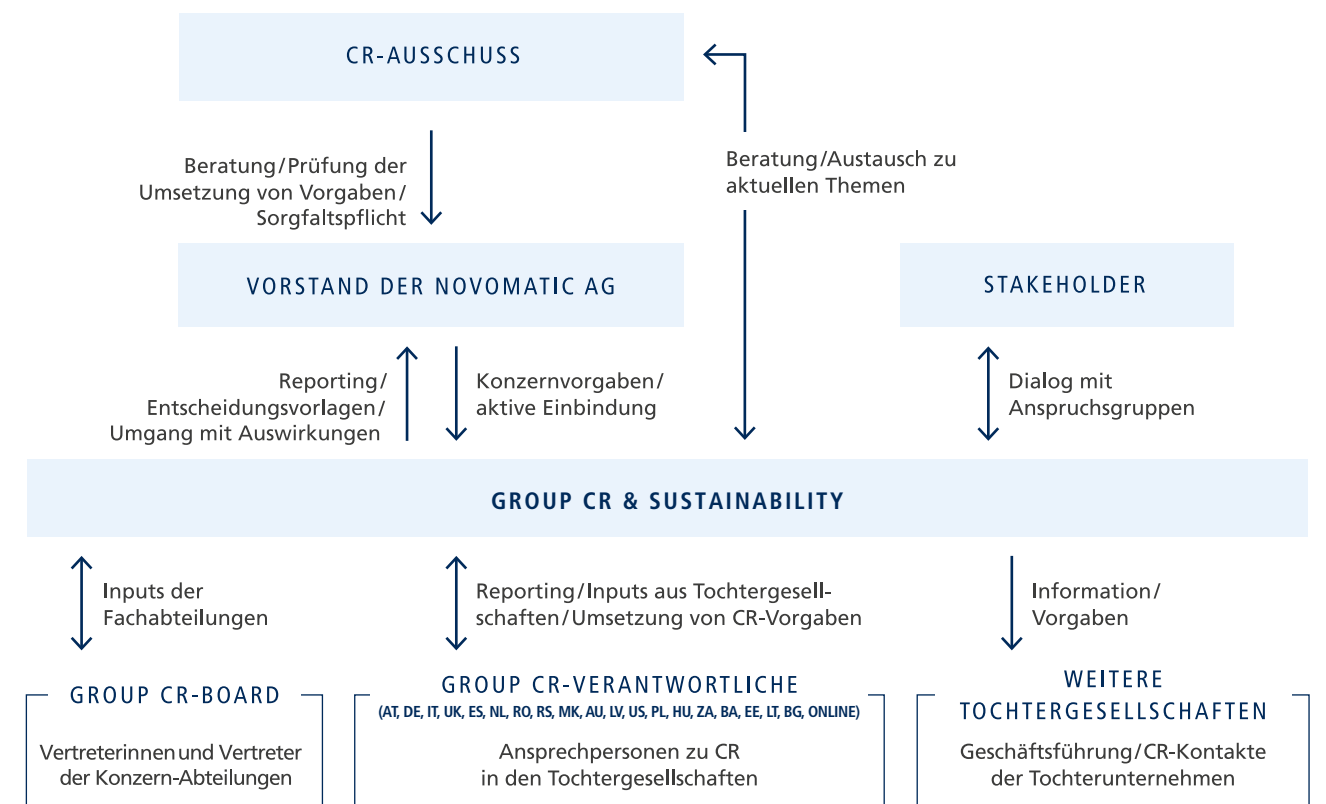 CR-AUSSCHUSS
Beratung/Prüfung der
Umsetzung von Vorgaben/
Sorgfaltspflicht
Beratung/Austausch zu
aktuellen Themen
VORSTAND DER NOVOMATIC AG
STAKEHOLDER
Reporting/
Entscheidungsvorlagen/
Umgang mit Auswirkungen
Konzernvorgaben/
aktive Einbindung
Dialog mit
Anspruchsgruppen
GROUP CR & SUSTAINABILITY
Inputs der
Fachabteilungen
Reporting/Inputs aus Tochtergesell-
schaften/Umsetzung von CR-Vorgaben
Information/
Vorgaben
GROUP CR-BOARD
Vertreterinnen und Vertreter
der Konzern-Abteilungen
GROUP CR-VERANTWORTLICHE
(AT, DE, IT, UK, ES, NL, RO, RS, MK, AU, LV, US, PL, HU, ZA, BA, EE, LT, BG, ONLINE)
Ansprechpersonen zu CR
in den Tochtergesellschaften
WEITERE
TOCHTERGESELLSCHAFTEN
Geschäftsführung/CR-Kontakte
der Tochterunternehmen